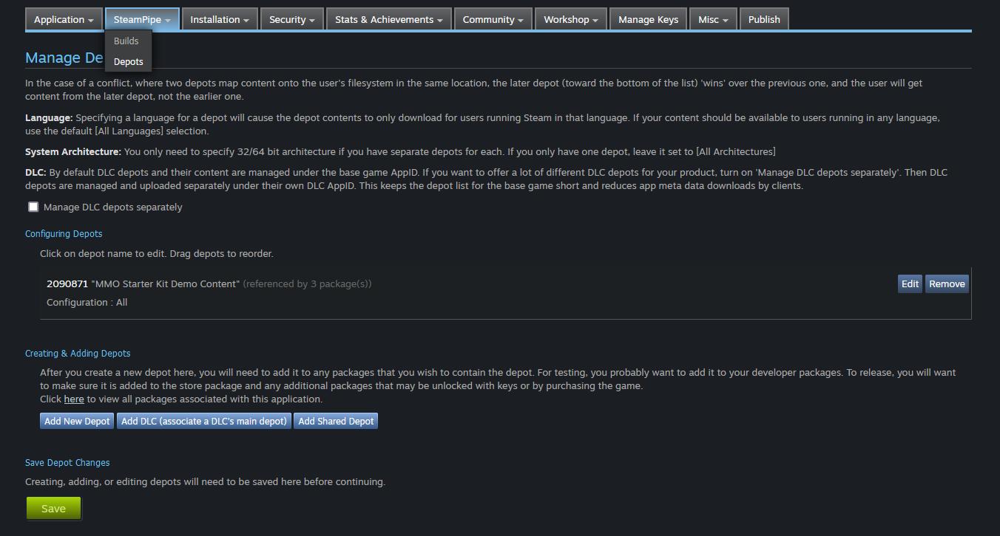 Application
SteamPipe
Installation
Security
Stats & Achievements
Community
Workshop
Manage Keys
Misc
Publish
Builds
Depots
Manage De
In the case of a conflict, where two depots map content onto the user's filesystem in the same location, the later depot (toward the bottom of the list) 'wins' over the previous one, and the user will get
content from the later depot, not the earlier one.
Language: Specifying a language for a depot will cause the depot contents to only download for users running Steam in that language. If your content should be available to users running in any language,
use the default [All Languages] selection.
System Architecture: You only need to specify 32/64 bit architecture if you have separate depots for each. If you only have one depot, leave it set to [All Architectures]
DLC: By default DLC depots and their content are managed under the base game AppID. If you want to offer a lot of different DLC depots for your product, turn on 'Manage DLC depots separately'. Then DLC
depots are managed and uploaded separately under their own DLC AppID. This keeps the depot list for the base game short and reduces app meta data downloads by clients.
Manage DLC depots separately
Configuring Depots
Click on depot name to edit. Drag depots to reorder.
2090871 "MMO Starter Kit Demo Content" (referenced by 3 package(s))
Edit
Remove
Configuration : All
Creating & Adding Depots
After you create a new depot here, you will need to add it to any packages that you wish to contain the depot. For testing, you probably want to add it to your developer packages. To release, you will want
to make sure it is added to the store package and any additional packages that may be unlocked with keys or by purchasing the game.
Click here to view all packages associated with this application.
Add New Depot
Add DLC (associate a DLC's main depot)
Add Shared Depot
Save Depot Changes
Creating, adding, or editing depots will need to be saved here before continuing.
Save